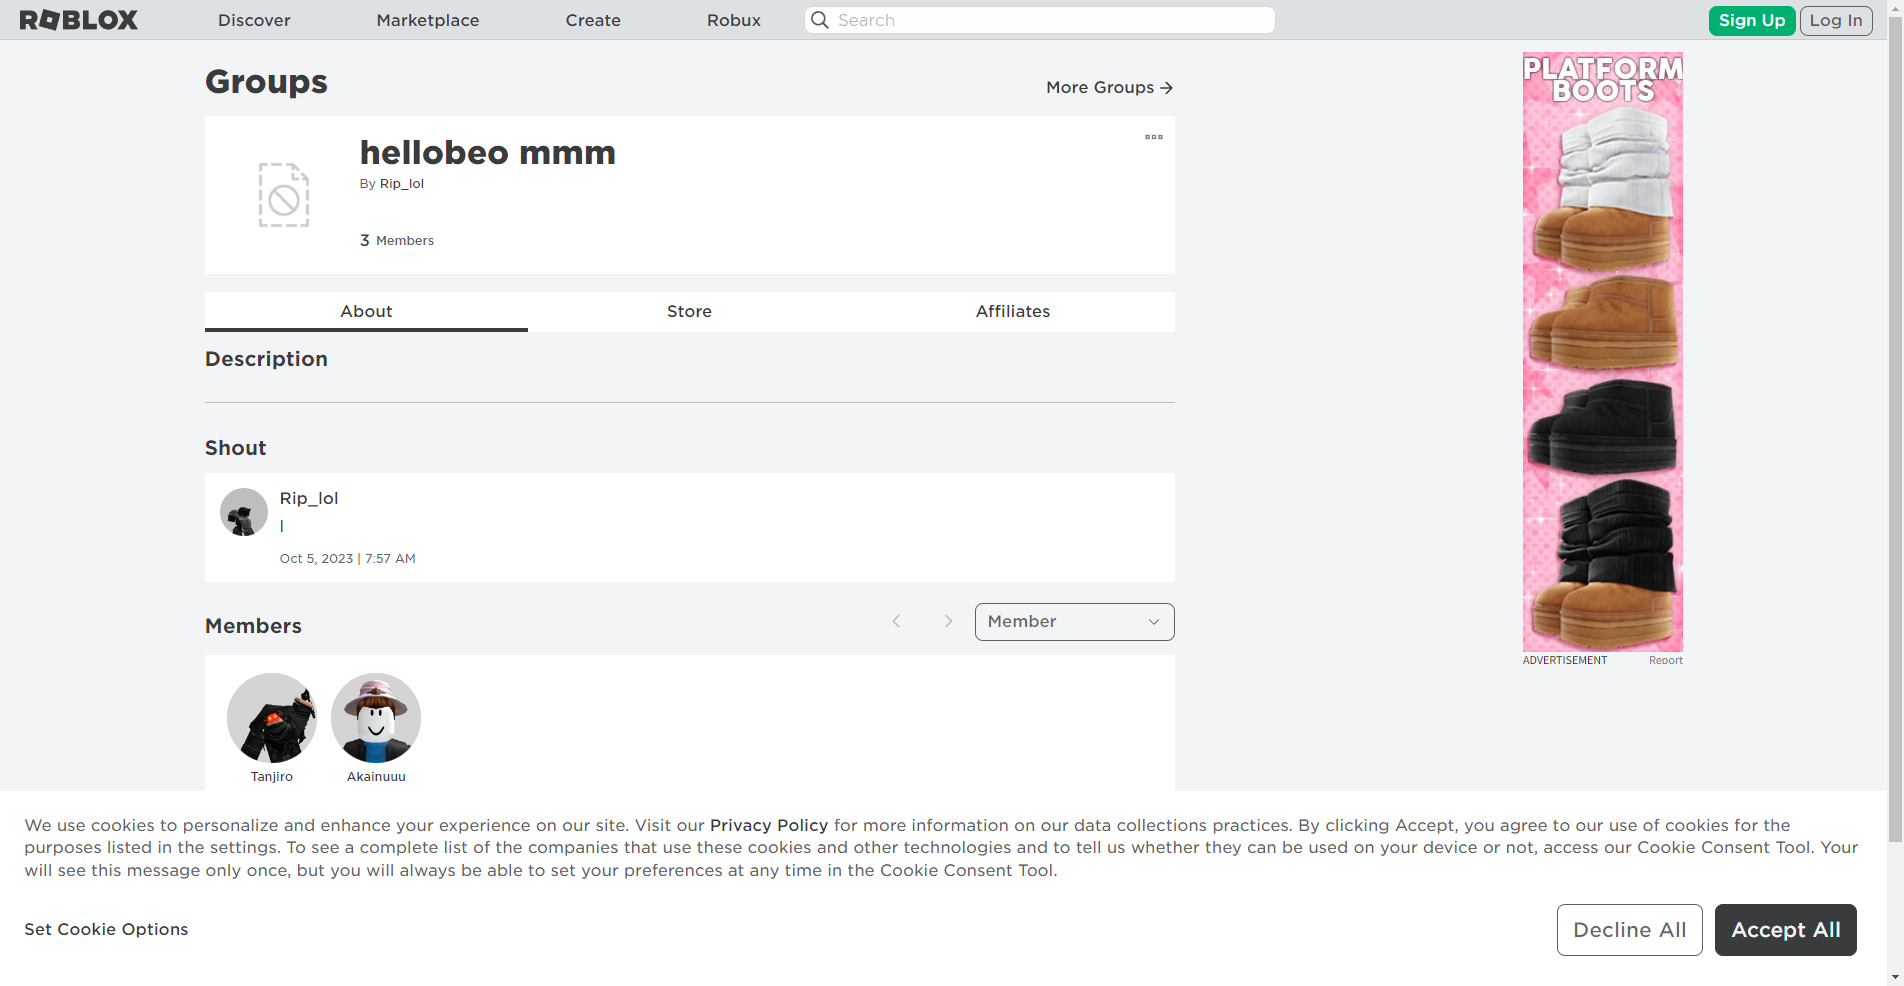 ROBLOX
Discover
Marketplace
Create
Robux
Search
Sign Up
Log In
Groups
More Groups
hellobeo mmm
By Rip_lol
3 Members
About
Store
Affiliates
Description
Shout
Rip_lol
l
Oct 5, 2023 | 7:57 AM
Members
Member
Tanjiro
Akainuuu
PLATFORM
BOOTS
ADVERTISEMENT
Report
We use cookies to personalize and enhance your experience on our site. Visit our Privacy Policy for more information on our data collections practices. By clicking Accept, you agree to our use of cookies for the
purposes listed in the settings. To see a complete list of the companies that use these cookies and other technologies and to tell us whether they can be used on your device or not, access our Cookie Consent Tool. Your
will see this message only once, but you will always be able to set your preferences at any time in the Cookie Consent Tool.
Set Cookie Options
Decline All
Accept All